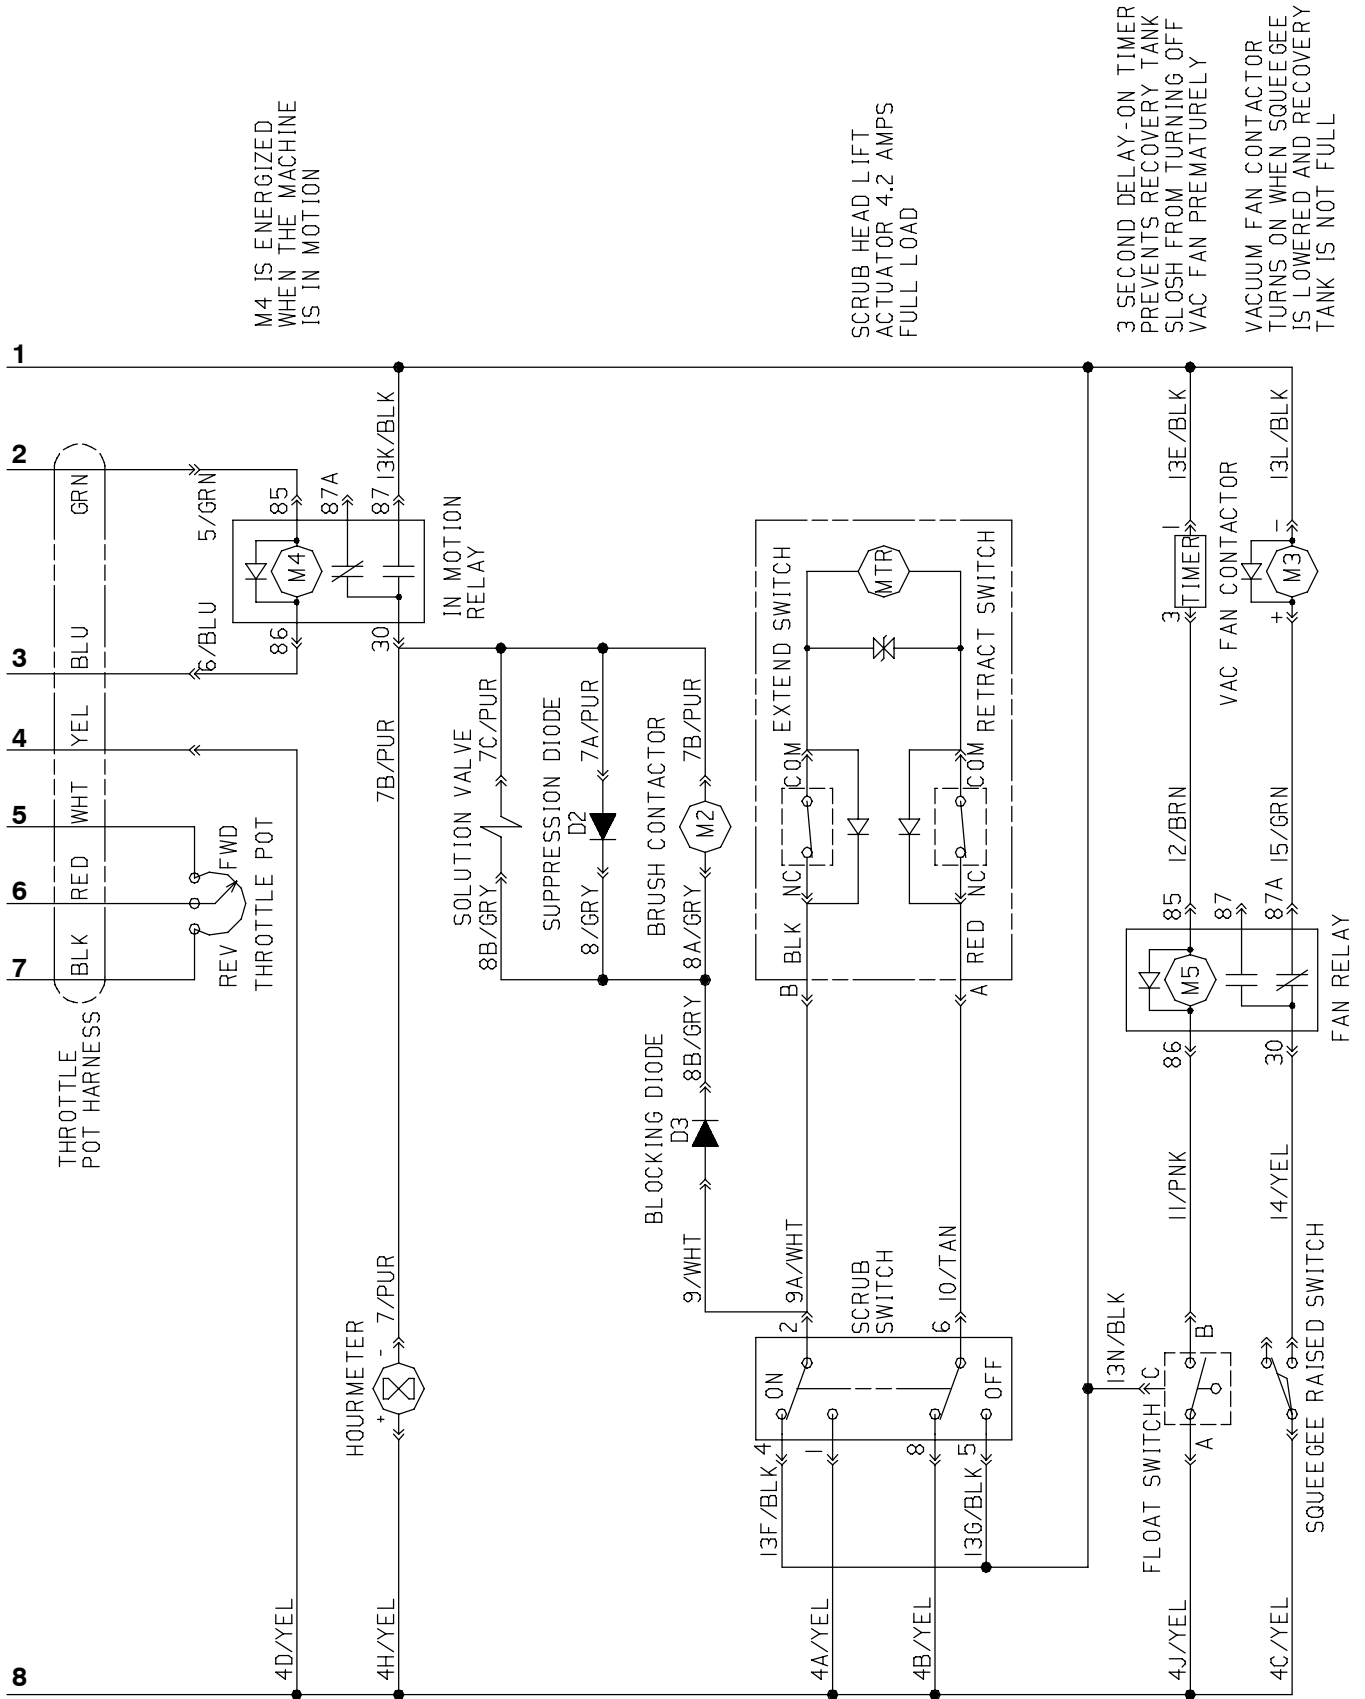 1
2
3
4
5
6
7
8
GRN
BLU
YEL
WHT
RED
BLK
THROTTLE
POT HARNESS
FWD
REV
THROTTLE POT
5/GRN
6/BLU
M4 IS ENERGIZED
WHEN THE MACHINE
IS IN MOTION
85
87A
87
13K/BLK
M4
86
30
IN MOTION
RELAY
7B/PUR
7/PUR
HOURMETER
-
+
4D/YEL
4H/YEL
SOLUTION VALVE
7C/PUR
8B/GRY
SUPPRESSION DIODE
D2
7A/PUR
8/GRY
BRUSH CONTACTOR
7B/PUR
M2
8A/GRY
BLOCKING DIODE
D3
8B/GRY
9/WHT
SCRUB HEAD LIFT
ACTUATOR 4.2 AMPS
FULL LOAD
EXTEND SWITCH
MTR
RETRACT SWITCH
COM
COM
NC
NC
BLK
RED
B
A
9A/WHT
10/TAN
SCRUB
SWITCH
2
6
ON
OFF
4
1
8
5
13F/BLK
13G/BLK
4A/YEL
4B/YEL
3 SECOND DELAY-ON TIMER
PREVENTS RECOVERY TANK
SLOSH FROM TURNING OFF
VAC FAN PREMATURELY
VACUUM FAN CONTACTOR
TURNS ON WHEN SQUEEGEE
IS LOWERED AND RECOVERY
TANK IS NOT FULL
13E/BLK
13L/BLK
1
TIMER
3
VAC FAN CONTACTOR
-
M3
+
12/BRN
15/GRN
85
87
87A
M5
86
30
FAN RELAY
11/PNK
14/YEL
13N/BLK
FLOAT SWITCH
C
B
A
SQUEEGEE RAISED SWITCH
4J/YEL
4C/YEL